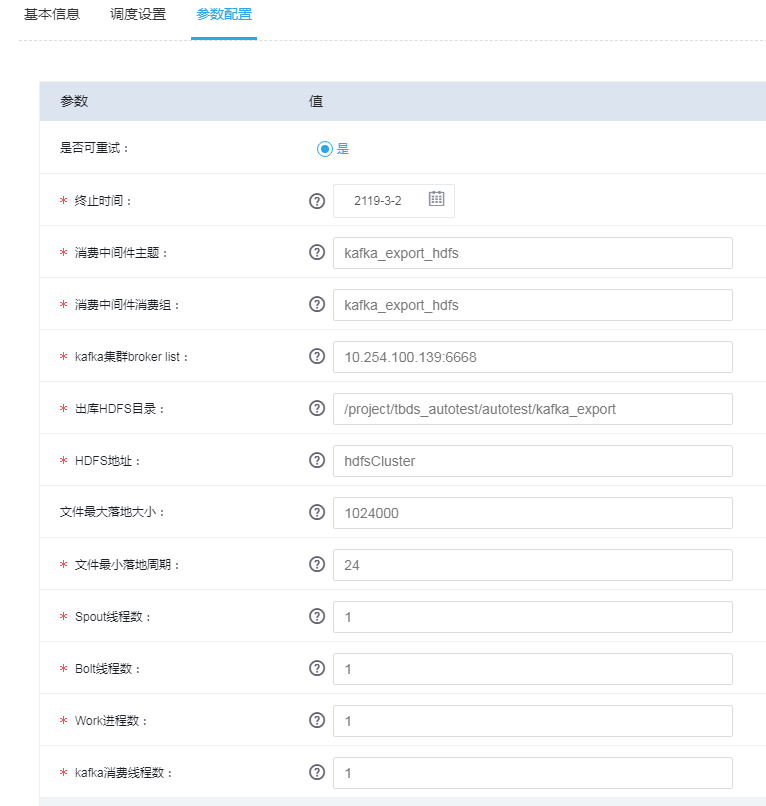 基本信息 调度设置 参数配置
参数 值
是否可重试： 是
* 终止时间： ? 2119-3-2
* 消费中间件主题： ? kafka_export_hdfs
* 消费中间件消费组： ? kafka_export_hdfs
* kafka集群broker list： ? 10.254.100.139:6668
* 出库HDFS目录： ? /project/tbds_autotest/autotest/kafka_export
* HDFS地址： ? hdfsCluster
文件最大落地大小： ? 1024000
* 文件最小落地周期： ? 24
* Spout线程数： ? 1
* Bolt线程数： ? 1
* Work进程数： ? 1
* kafka消费线程数： ? 1